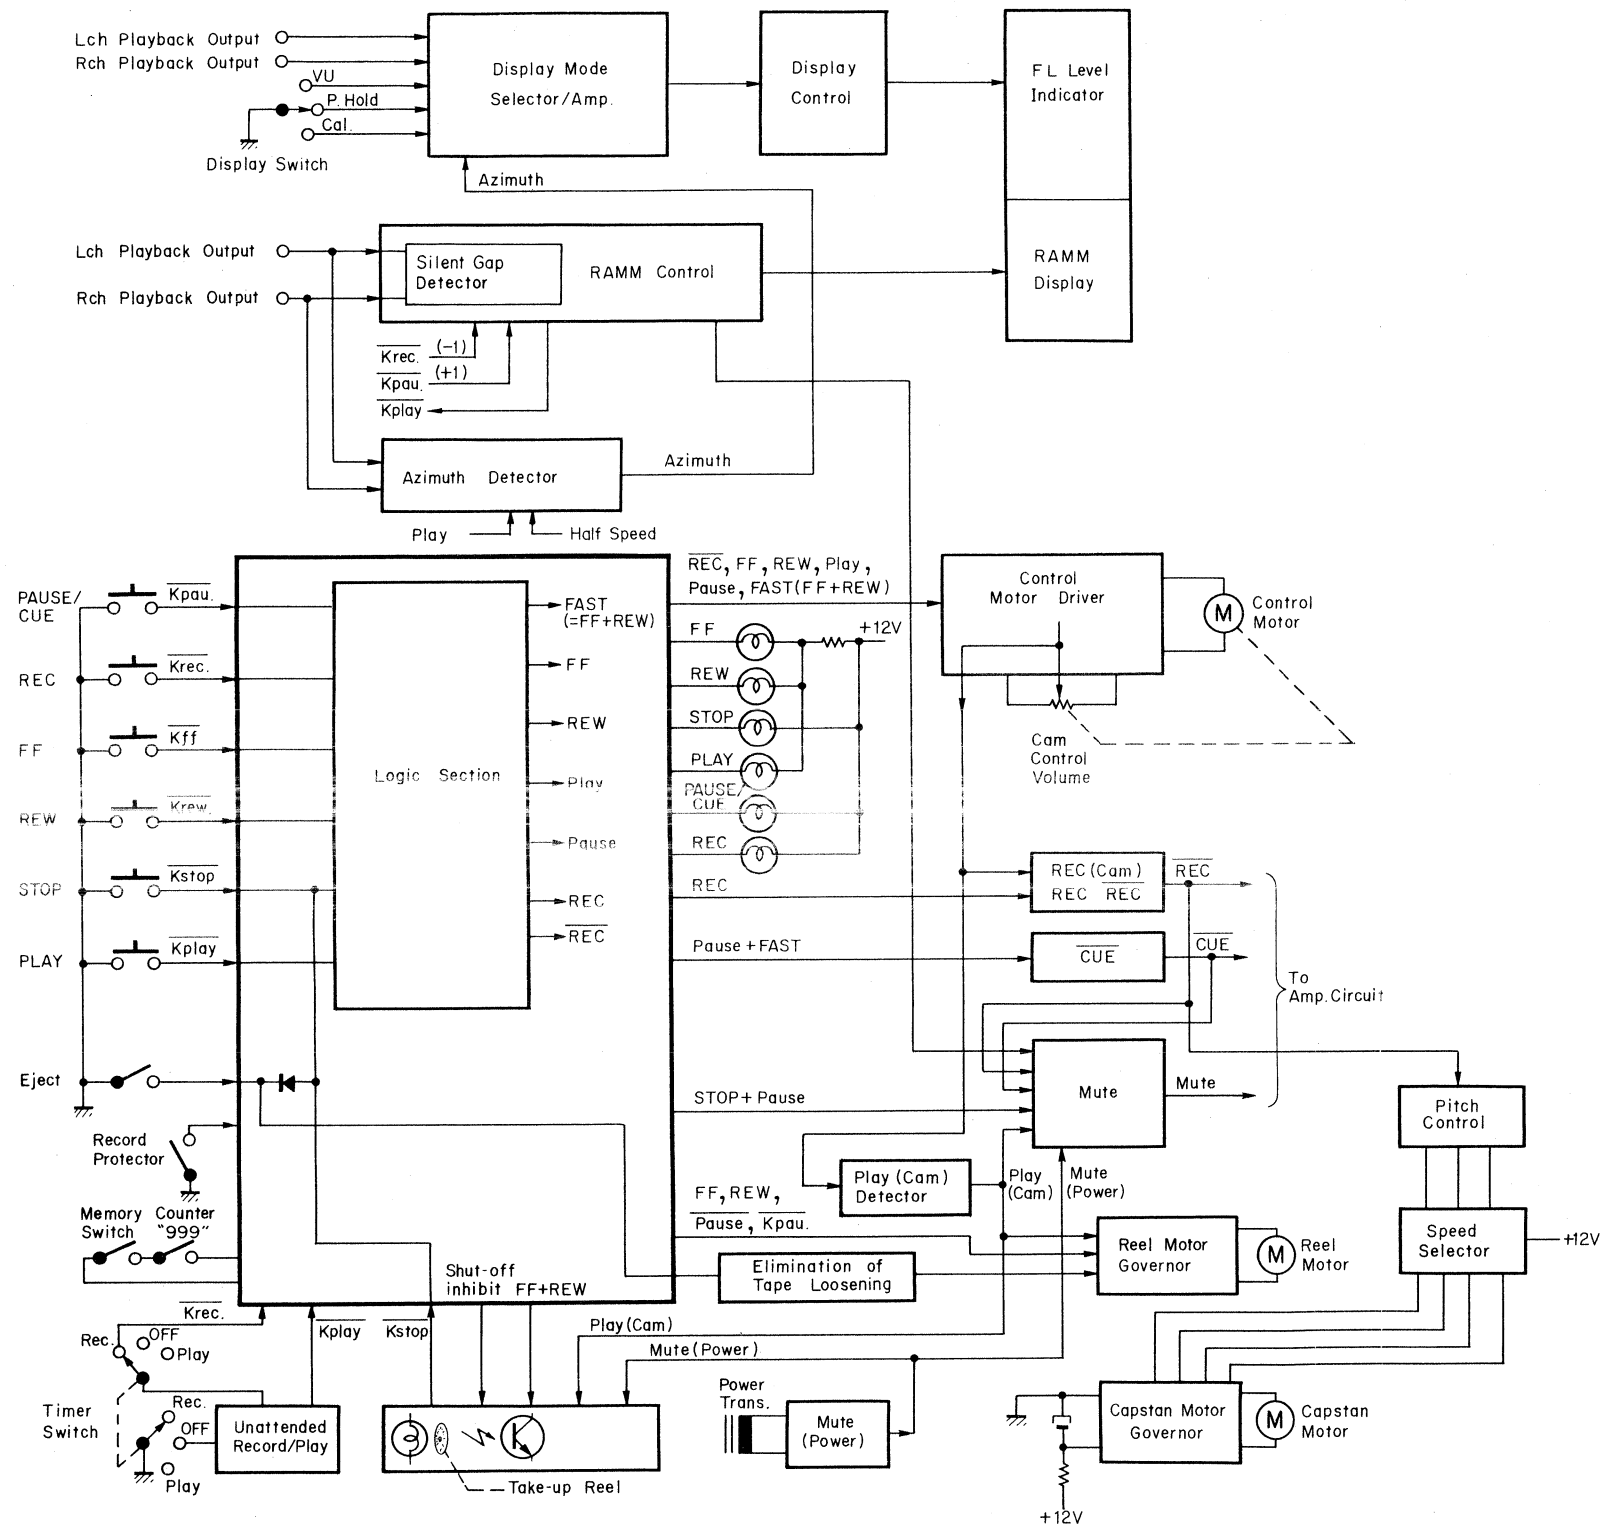 Lch Playback Output
Rch Playback Output
VU
P.Hold
Cal.
Display Switch
Display Mode
Selector/Amp.
Display
Control
FL Level
Indicator
Azimuth
Lch Playback Output
Rch Playback Output
Silent Gap
Detector
RAMM Control
RAMM
Display
Krec. (-1)
Kpau. (+1)
Kplay
Azimuth Detector
Azimuth
Play
Half Speed
PAUSE/
CUE
Kpau.
REC
Krec.
FF
Kff
REW
Krew.
STOP
Kstop
PLAY
Kplay
Eject
Logic Section
FAST
(=FF+REW)
FF
REW
Play
Pause
REC
REC
REC, FF, REW, Play,
Pause, FAST(FF+REW)
FF
REW
STOP
PLAY
PAUSE/
CUE
REC
REC
+12V
Control
Motor Driver
M
Control
Motor
Cam
Control
Volume
REC(Cam)
REC REC
REC
Pause+FAST
CUE
CUE
To
Amp.Circuit
STOP+Pause
Mute
Mute
Pitch
Control
Record
Protector
Play(Cam)
Detector
Play
(Cam)
Mute
(Power)
Memory
Switch
Counter
"999"
FF, REW,
Pause, Kpau.
Speed
Selector
+12V
Reel Motor
Governor
M
Reel
Motor
Elimination of
Tape Loosening
Shut-off
inhibit
FF+REW
Krec.
Kplay
Kstop
Play(Cam)
Mute(Power)
Rec.
OFF
Play
Timer
Switch
Rec.
OFF
Play
Unattended
Record/Play
Take-up Reel
Power
Trans.
Mute
(Power)
Capstan Motor
Governor
M
Capstan
Motor
+12V